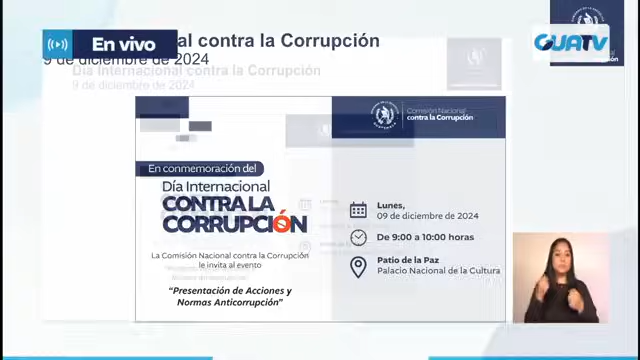 En vivo
al contra la Corrupción
9 de diciembre de 2024
Día Internacional contra la Corrupción
9 de diciembre de 2024
GUATV
Comisión Nacional
contra la Corrupción
En conmemoración del
Día Internacional
CONTRA LA
CORRUPCIÓN
La Comisión Nacional contra la Corrupción
le invita al evento
“Presentación de Acciones y
Normas Anticorrupción”
Lunes,
09 de diciembre de 2024
De 9:00 a 10:00 horas
Patio de la Paz
Palacio Nacional de la Cultura